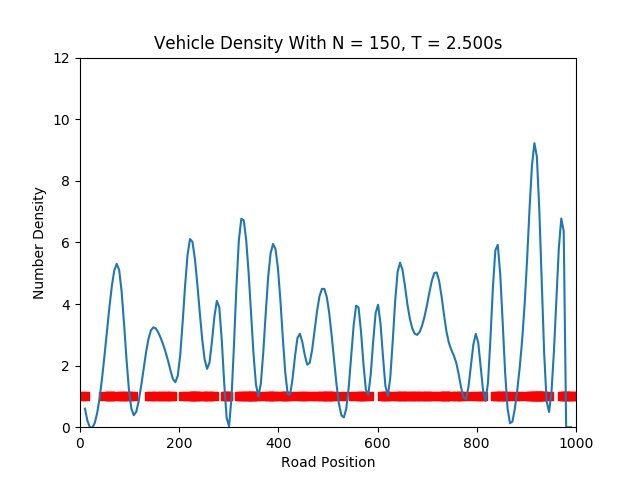 Vehicle Density With N = 150, T = 2.500s
12
10
8
6
4
2
0
Number Density
0 200 400 600 800 1000
Road Position